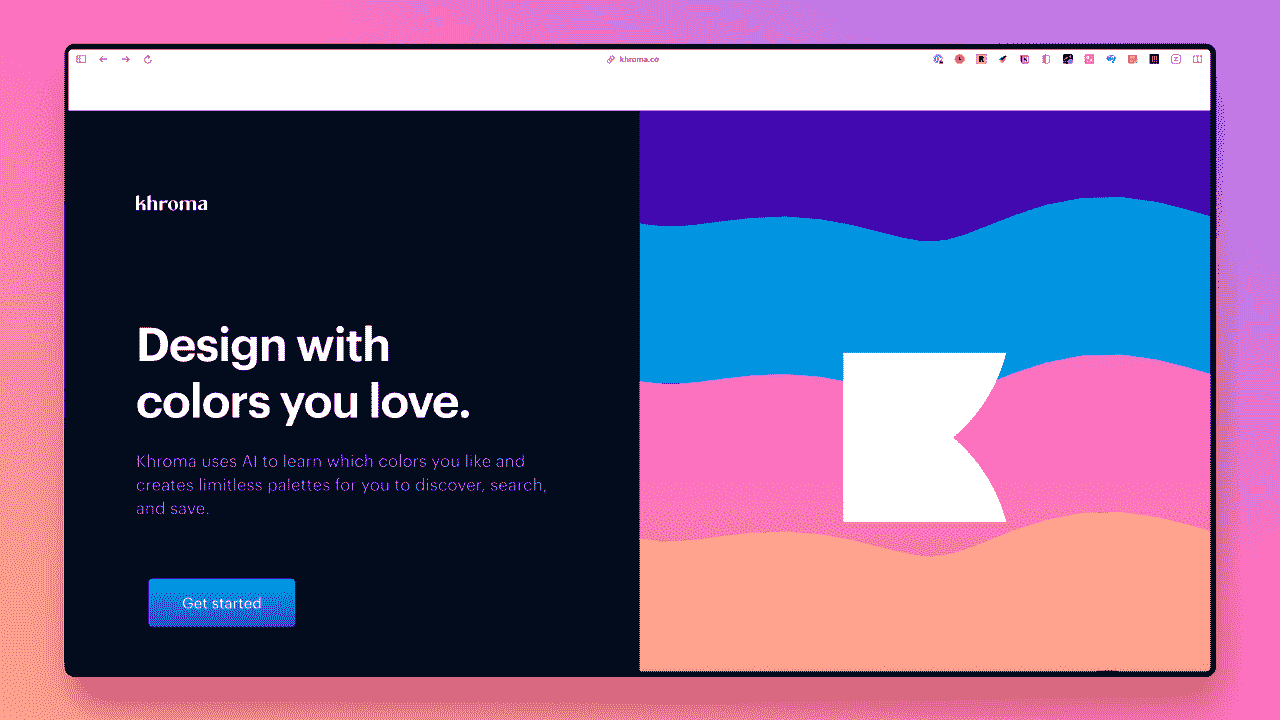 khroma.co
khroma
Design with
colors you love.
Khroma uses AI to learn which colors you like and
creates limitless palettes for you to discover, search,
and save.
Get started